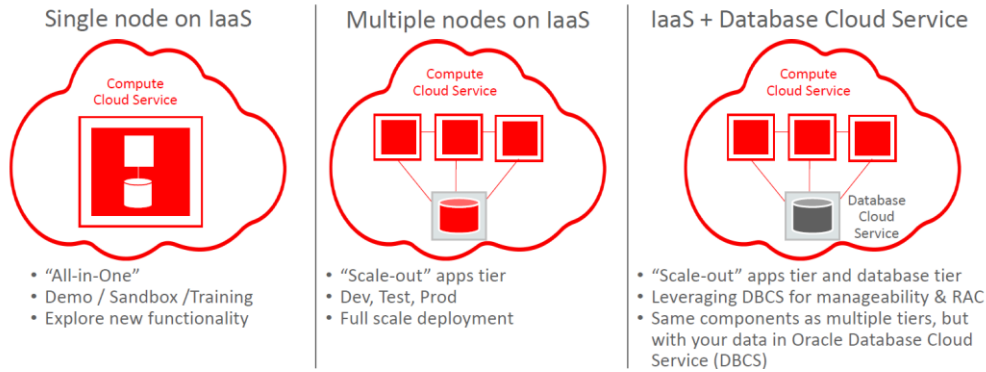 Single node on IaaS
Compute
Cloud Service
• “All-in-One”
• Demo / Sandbox /Training
• Explore new functionality
Multiple nodes on IaaS
Compute
Cloud Service
• “Scale-out” apps tier
• Dev, Test, Prod
• Full scale deployment
IaaS + Database Cloud Service
Compute
Cloud Service
Database
Cloud
Service
• “Scale-out” apps tier and database tier
• Leveraging DBCS for manageability & RAC
• Same components as multiple tiers, but
with your data in Oracle Database Cloud
Service (DBCS)